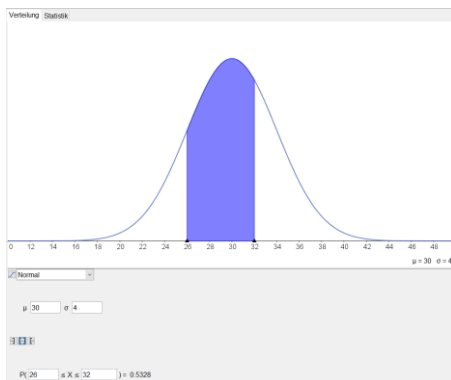 Verteilung Statistik
0 12 14 16 18 20 22 24 26 28 30 32 34 36 38 40 42 44 46 48
μ = 30 σ = 4
Normal
μ 30 σ 4
P( 26 ≤ X ≤ 32 ) = 0.5328